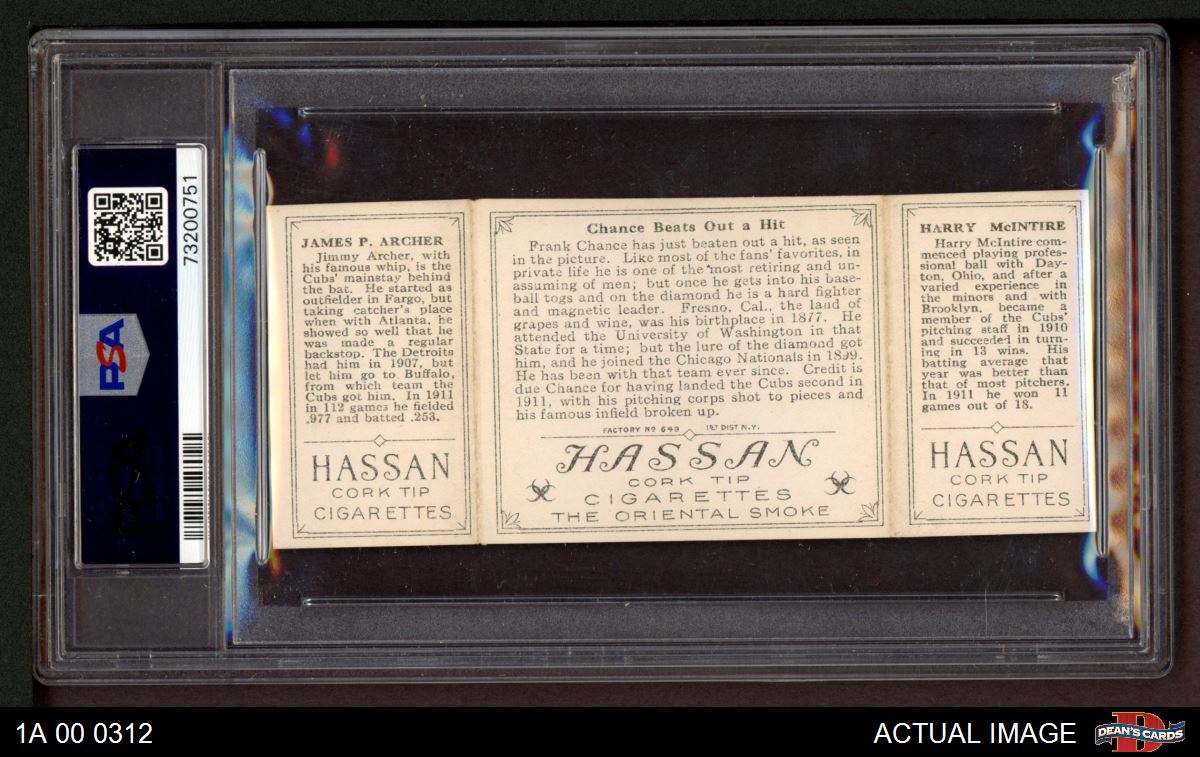 73200751
PSA
JAMES P. ARCHER
Jimmy Archer, with
his famous whip, is the
Cubs' mainstay behind
the bat. He started as
outfielder in Fargo, but
taking catcher's place
when with Atlanta, he
showed so well that he
was made a regular
backstop. The Detroits
had him in 1907, but
let him go to Buffalo,
from which team the
Cubs got him. In 1911
in 112 games he fielded
.977 and batted .253.
HASSAN
CORK TIP
CIGARETTES
Chance Beats Out a Hit
Frank Chance has just beaten out a hit, as seen
in the picture. Like most of the fans' favorites, in
private life he is one of the most retiring and un-
assuming of men; but once he gets into his base-
ball togs and on the diamond he is a hard fighter
and magnetic leader. Fresno, Cal., the land of
grapes and wine, was his birthplace in 1877. He
attended the University of Washington in that
State for a time; but the lure of the diamond got
him, and he joined the Chicago Nationals in 1899.
He has been with that team ever since. Credit is
due Chance for having landed the Cubs second in
1911, with his pitching corps shot to pieces and
his famous infield broken up.
FACTORY Nº 649 1ST DIST N.Y.
HASSAN
CORK TIP
CIGARETTES
THE ORIENTAL SMOKE
HARRY McINTIRE
Harry McIntire com-
menced playing profes-
sional ball with Day-
ton, Ohio, and after a
varied experience in
the minors and with
Brooklyn, became a
member of the Cubs'
pitching staff in 1910
and succeeded in turn-
ing in 13 wins. His
batting average that
year was better than
that of most pitchers.
In 1911 he won 11
games out of 18.
HASSAN
CORK TIP
CIGARETTES
1A 00 0312
ACTUAL IMAGE
DEAN'S CARDS